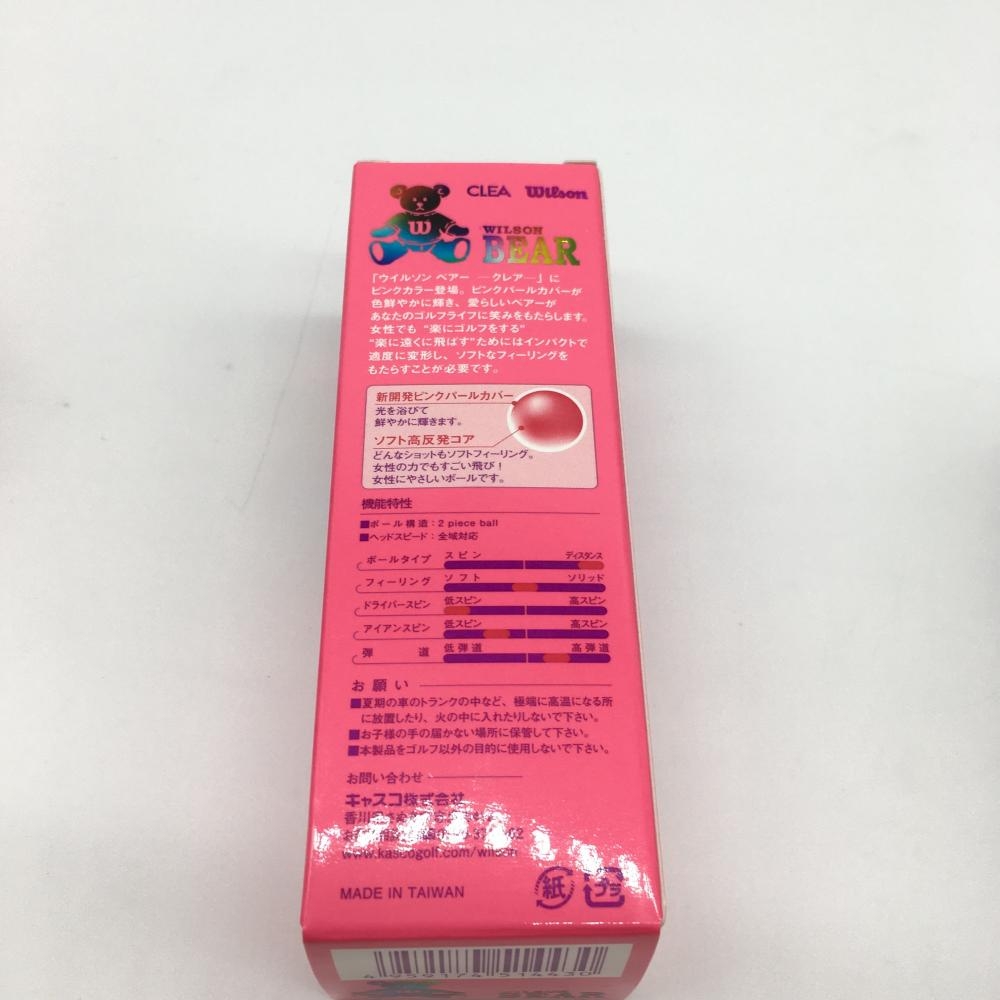 CLEA Wilson
W
WILSON
BEAR
「ウイルソン ベアー ―クレア―」に
ピンクカラー登場。ピンクパールカバーが
色鮮やかに輝き、愛らしいベアーが
あなたのゴルフライフに笑みをもたらします。
女性でも “楽にゴルフをする”
“楽に遠くに飛ばす”ためにはインパクトで
適度に変形し、ソフトなフィーリングを
もたらすことが必要です。
新開発ピンクパールカバー
光を浴びて
鮮やかに輝きます。
ソフト高反発コア
どんなショットもソフトフィーリング。
女性の力でもすごい飛び！
女性にやさしいボールです。
機能特性
■ボール構造：2 piece ball
■ヘッドスピード：全域対応
ボールタイプ スピン ディスタンス
フィーリング ソフト ソリッド
ドライバースピン 低スピン 高スピン
アイアンスピン 低スピン 高スピン
弾道 低弾道 高弾道
お願い
■夏期の車のトランクの中など、極端に高温になる所
に放置したり、火の中に入れたりしないで下さい。
■お子様の手の届かない場所に保管して下さい。
■本製品をゴルフ以外の目的に使用しないで下さい。
お問い合わせ
キャスコ株式会社
香川
www.kascogolf.com/wilson
MADE IN TAIWAN
紙 プラ
4 959174 514430